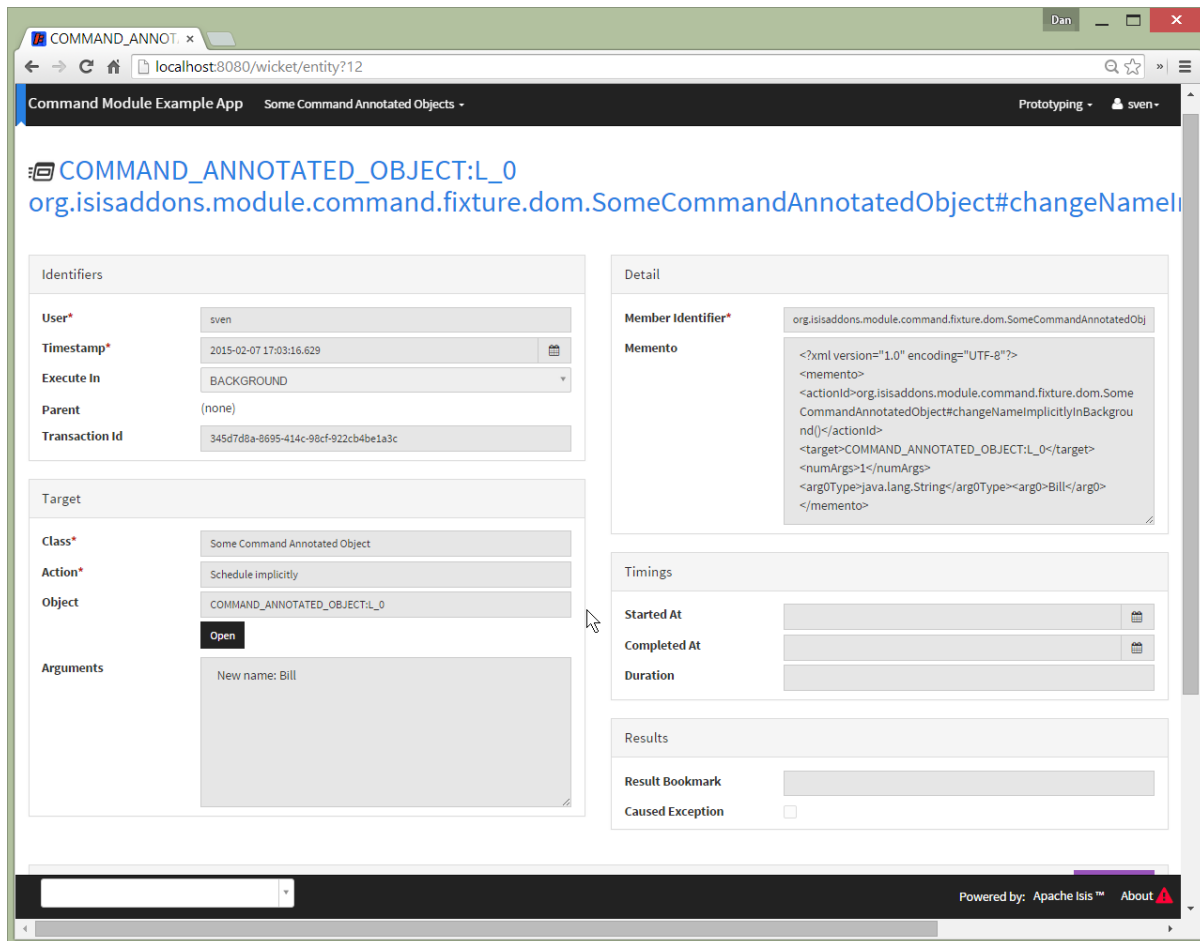 Dan
COMMAND_ANNOT.
localhost:8080/wicket/entity?12
Command Module Example App Some Command Annotated Objects Prototyping sven
COMMAND_ANNOTATED_OBJECT:L_0
org.isisaddons.module.command.fixture.dom.SomeCommandAnnotatedObject#changeNameI
Identifiers
User* sven
Timestamp* 2015-02-07 17:03:16.629
Execute In BACKGROUND
Parent (none)
Transaction Id 345d7d8a-8695-414c-98cf-922cb4be1a3c
Target
Class* Some Command Annotated Object
Action* Schedule implicitly
Object COMMAND_ANNOTATED_OBJECT:L_0
Open
Arguments New name: Bill
Detail
Member Identifier* org.isisaddons.module.command.fixture.dom.SomeCommandAnnotatedObj
Memento <?xml version="1.0" encoding="UTF-8"?>
<memento>
<actionId>org.isisaddons.module.command.fixture.dom.Some
CommandAnnotatedObject#changeNameImplicitlyInBackgrou
nd()</actionId>
<target>COMMAND_ANNOTATED_OBJECT:L_0</target>
<numArgs>1</numArgs>
<arg0Type>java.lang.String</arg0Type><arg0>Bill</arg0>
</memento>
Timings
Started At
Completed At
Duration
Results
Result Bookmark
Caused Exception
Powered by: Apache Isis ™ About